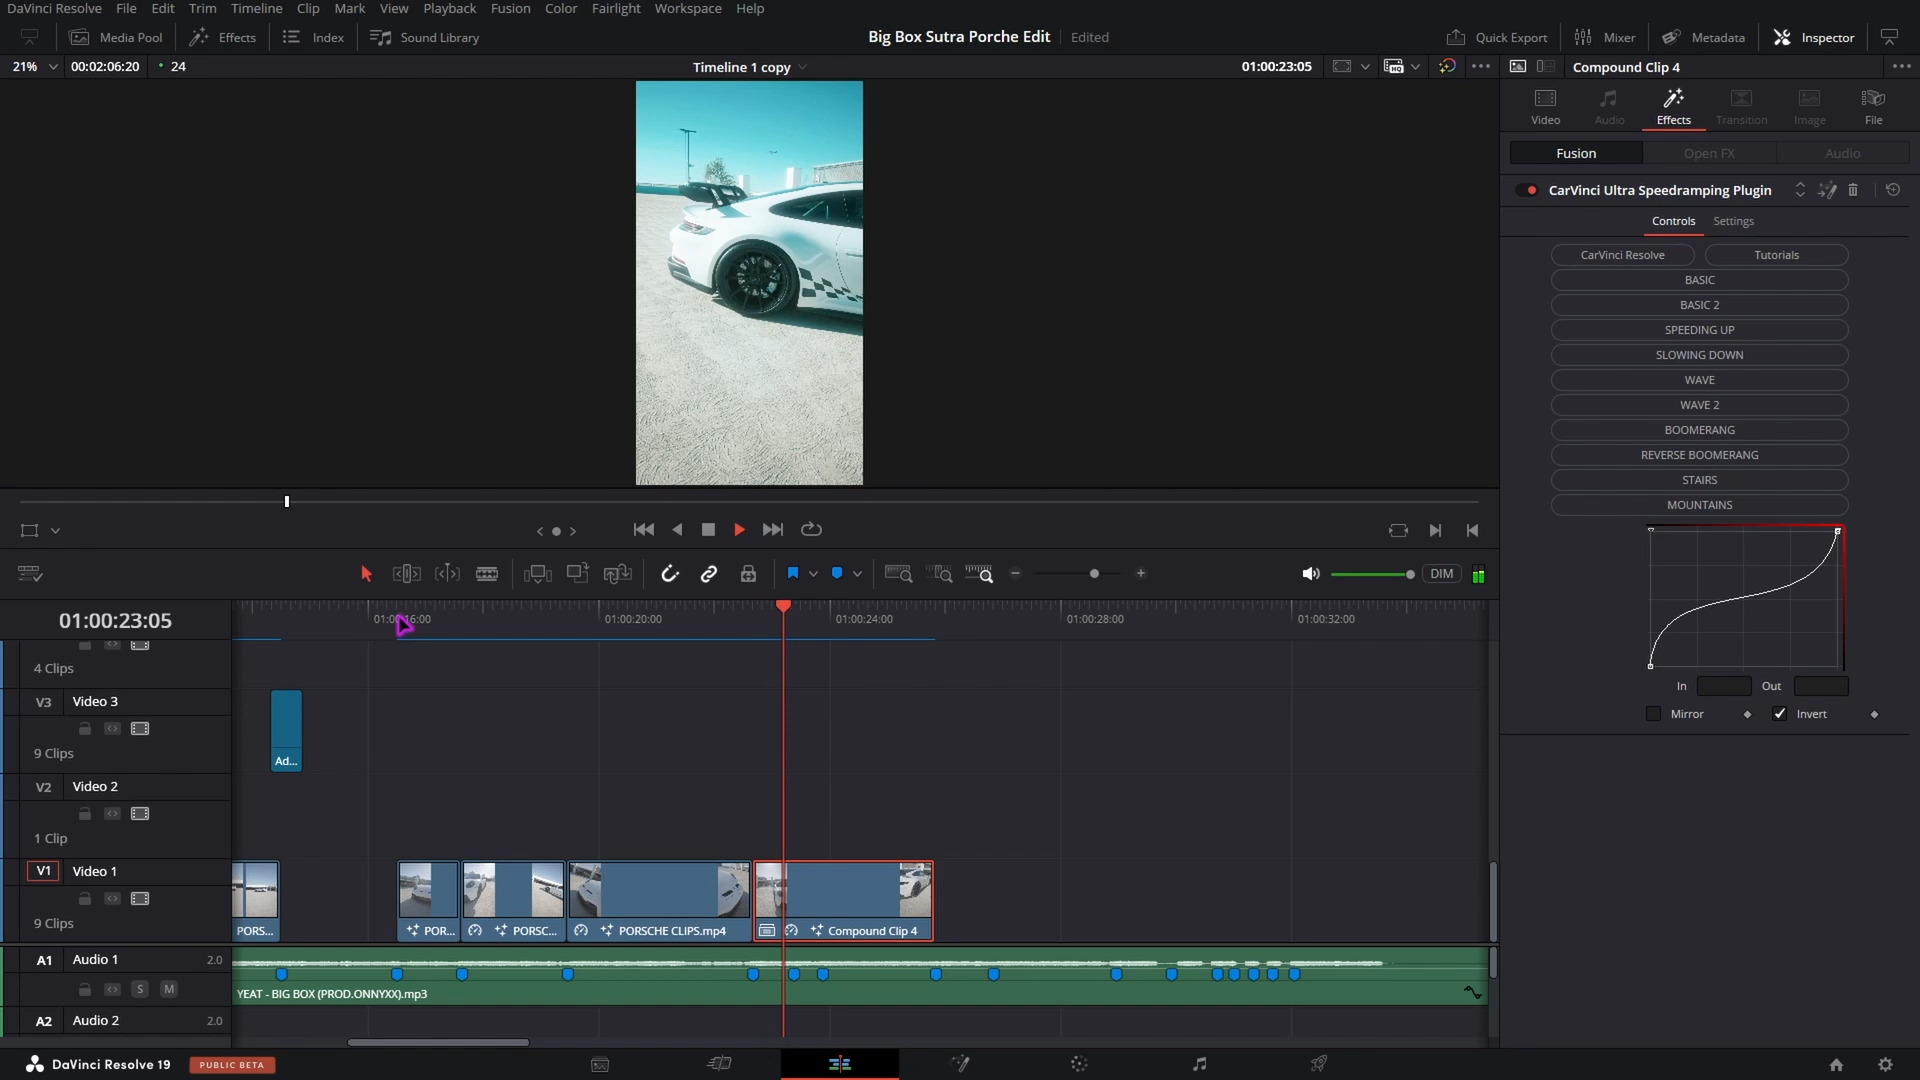 DaVinci Resolve File Edit Trim Timeline Clip Mark View Playback Fusion Color Fairlight Workspace Help
Media Pool Effects Index Sound Library Big Box Sutra Porche Edit Edited Quick Export Mixer Metadata Inspector
21% 00:02:06:20 24 Timeline 1 copy 01:00:23:05 Compound Clip 4
Video Audio Effects Transition Image File
Fusion Open FX Audio
CarVinci Ultra Speedramping Plugin
Controls Settings
CarVinci Resolve Tutorials
BASIC
BASIC 2
SPEEDING UP
SLOWING DOWN
WAVE
WAVE 2
BOOMERANG
REVERSE BOOMERANG
STAIRS
MOUNTAINS
In Out
Mirror Invert
DIM
01:00:23:05 01:00:16:00 01:00:20:00 01:00:24:00 01:00:28:00 01:00:32:00
4 Clips
V3 Video 3
9 Clips
Ad...
V2 Video 2
1 Clip
V1 Video 1
9 Clips
PORS... POR... PORSC... PORSCHE CLIPS.mp4 Compound Clip 4
A1 Audio 1 2.0
S M
YEAT - BIG BOX (PROD.ONNYXX).mp3
A2 Audio 2 2.0
DaVinci Resolve 19 PUBLIC BETA